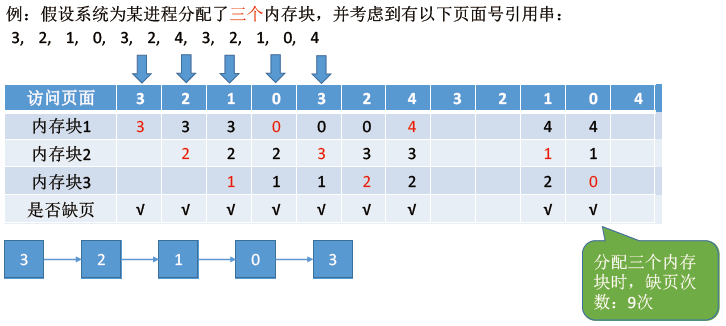 例：假设系统为某进程分配了三个内存块，并考虑到有以下页面号引用串：
3, 2, 1, 0, 3, 2, 4, 3, 2, 1, 0, 4
访问页面 3 2 1 0 3 2 4 3 2 1 0 4
内存块1 3 3 3 0 0 0 4 4 4
内存块2 2 2 2 3 3 3 1 1
内存块3 1 1 1 2 2 2 0
是否缺页 √ √ √ √ √ √ √ √ √
3 2 1 0 3
分配三个内存
块时，缺页次
数：9次